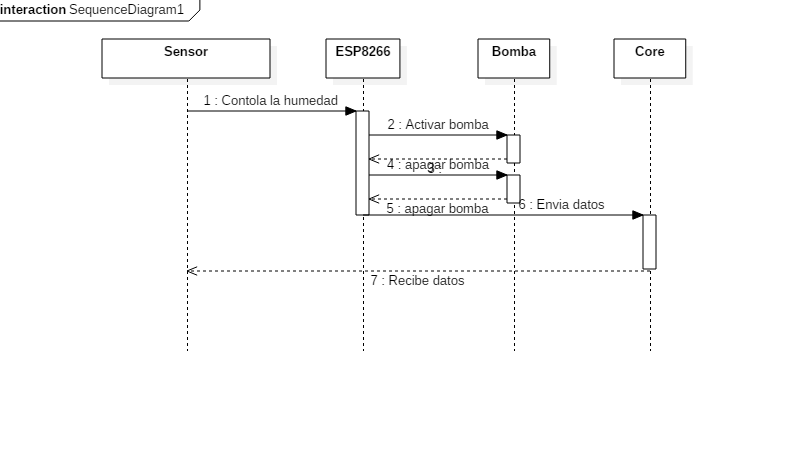 interaction SequenceDiagram1
Sensor
ESP8266
Bomba
Core
1 : Contola la humedad
2 : Activar bomba
3 :
4 : apagar bomba
5 : apagar bomba
6 : Envia datos
7 : Recibe datos